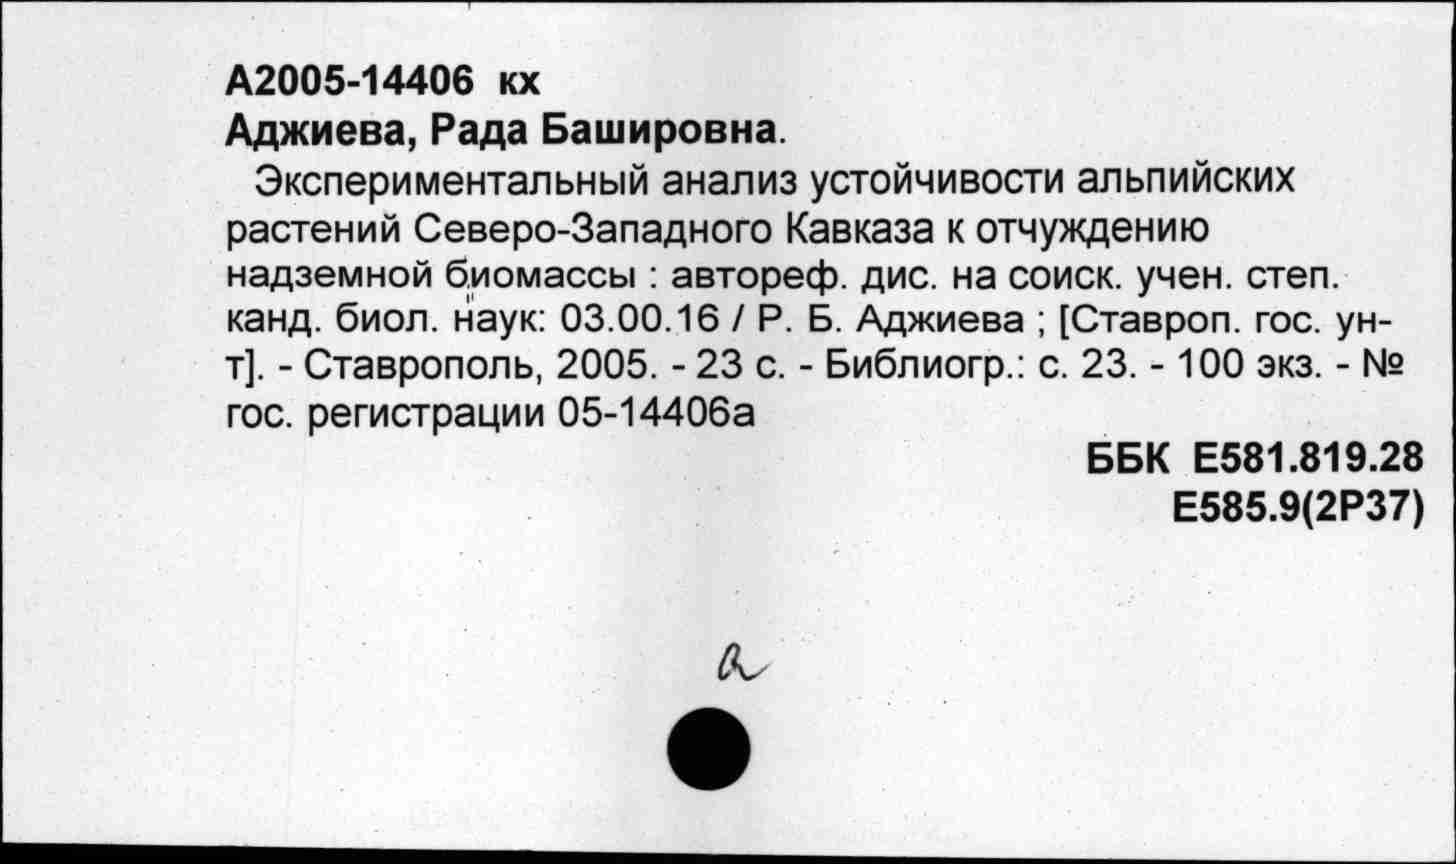 А2005-14406 кх
Аджиева, Рада Башировна.
Экспериментальный анализ устойчивости альпийских
растений Северо-Западного Кавказа к отчуждению
надземной биомассы : автореф. дис. на соиск. учен. степ.
канд. биол. наук: 03.00.16 / Р. Б. Аджиева ; [Ставроп. гос. ун-
т]. - Ставрополь, 2005. - 23 с. - Библиогр.: с. 23. - 100 экз. - №
гос. регистрации 05-14406а
ББК Е581.819.28
Е585.9(2Р37)
а